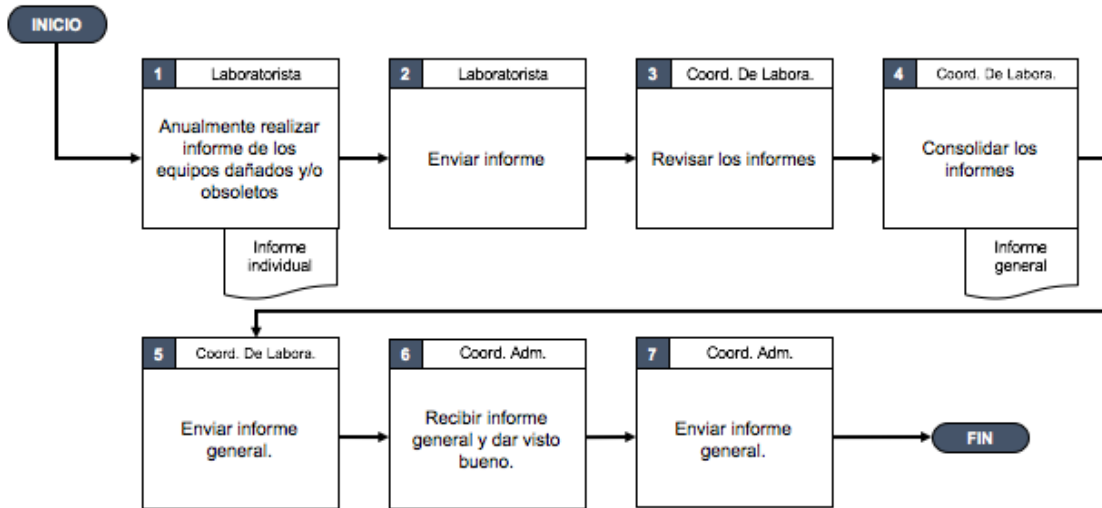 INICIO
1
Laboratorista
Anualmente realizar
informe de los
equipos dañados y/o
obsoletos
Informe
individual
2
Laboratorista
Enviar informe
3
Coord. De Labora.
Revisar los informes
4
Coord. De Labora.
Consolidar los
informes
Informe
general
5
Coord. De Labora.
Enviar informe
general.
6
Coord. Adm.
Recibir informe
general y dar visto
bueno.
7
Coord. Adm.
Enviar informe
general.
FIN